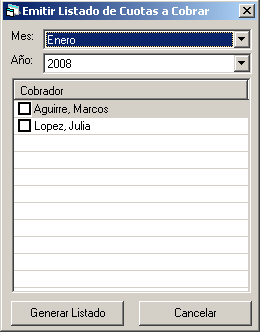 Emitir Listado de Cuotas a Cobrar
Mes: Enero
Año: 2008
Cobrador
Aguirre, Marcos
Lopez, Julia
Generar Listado Cancelar